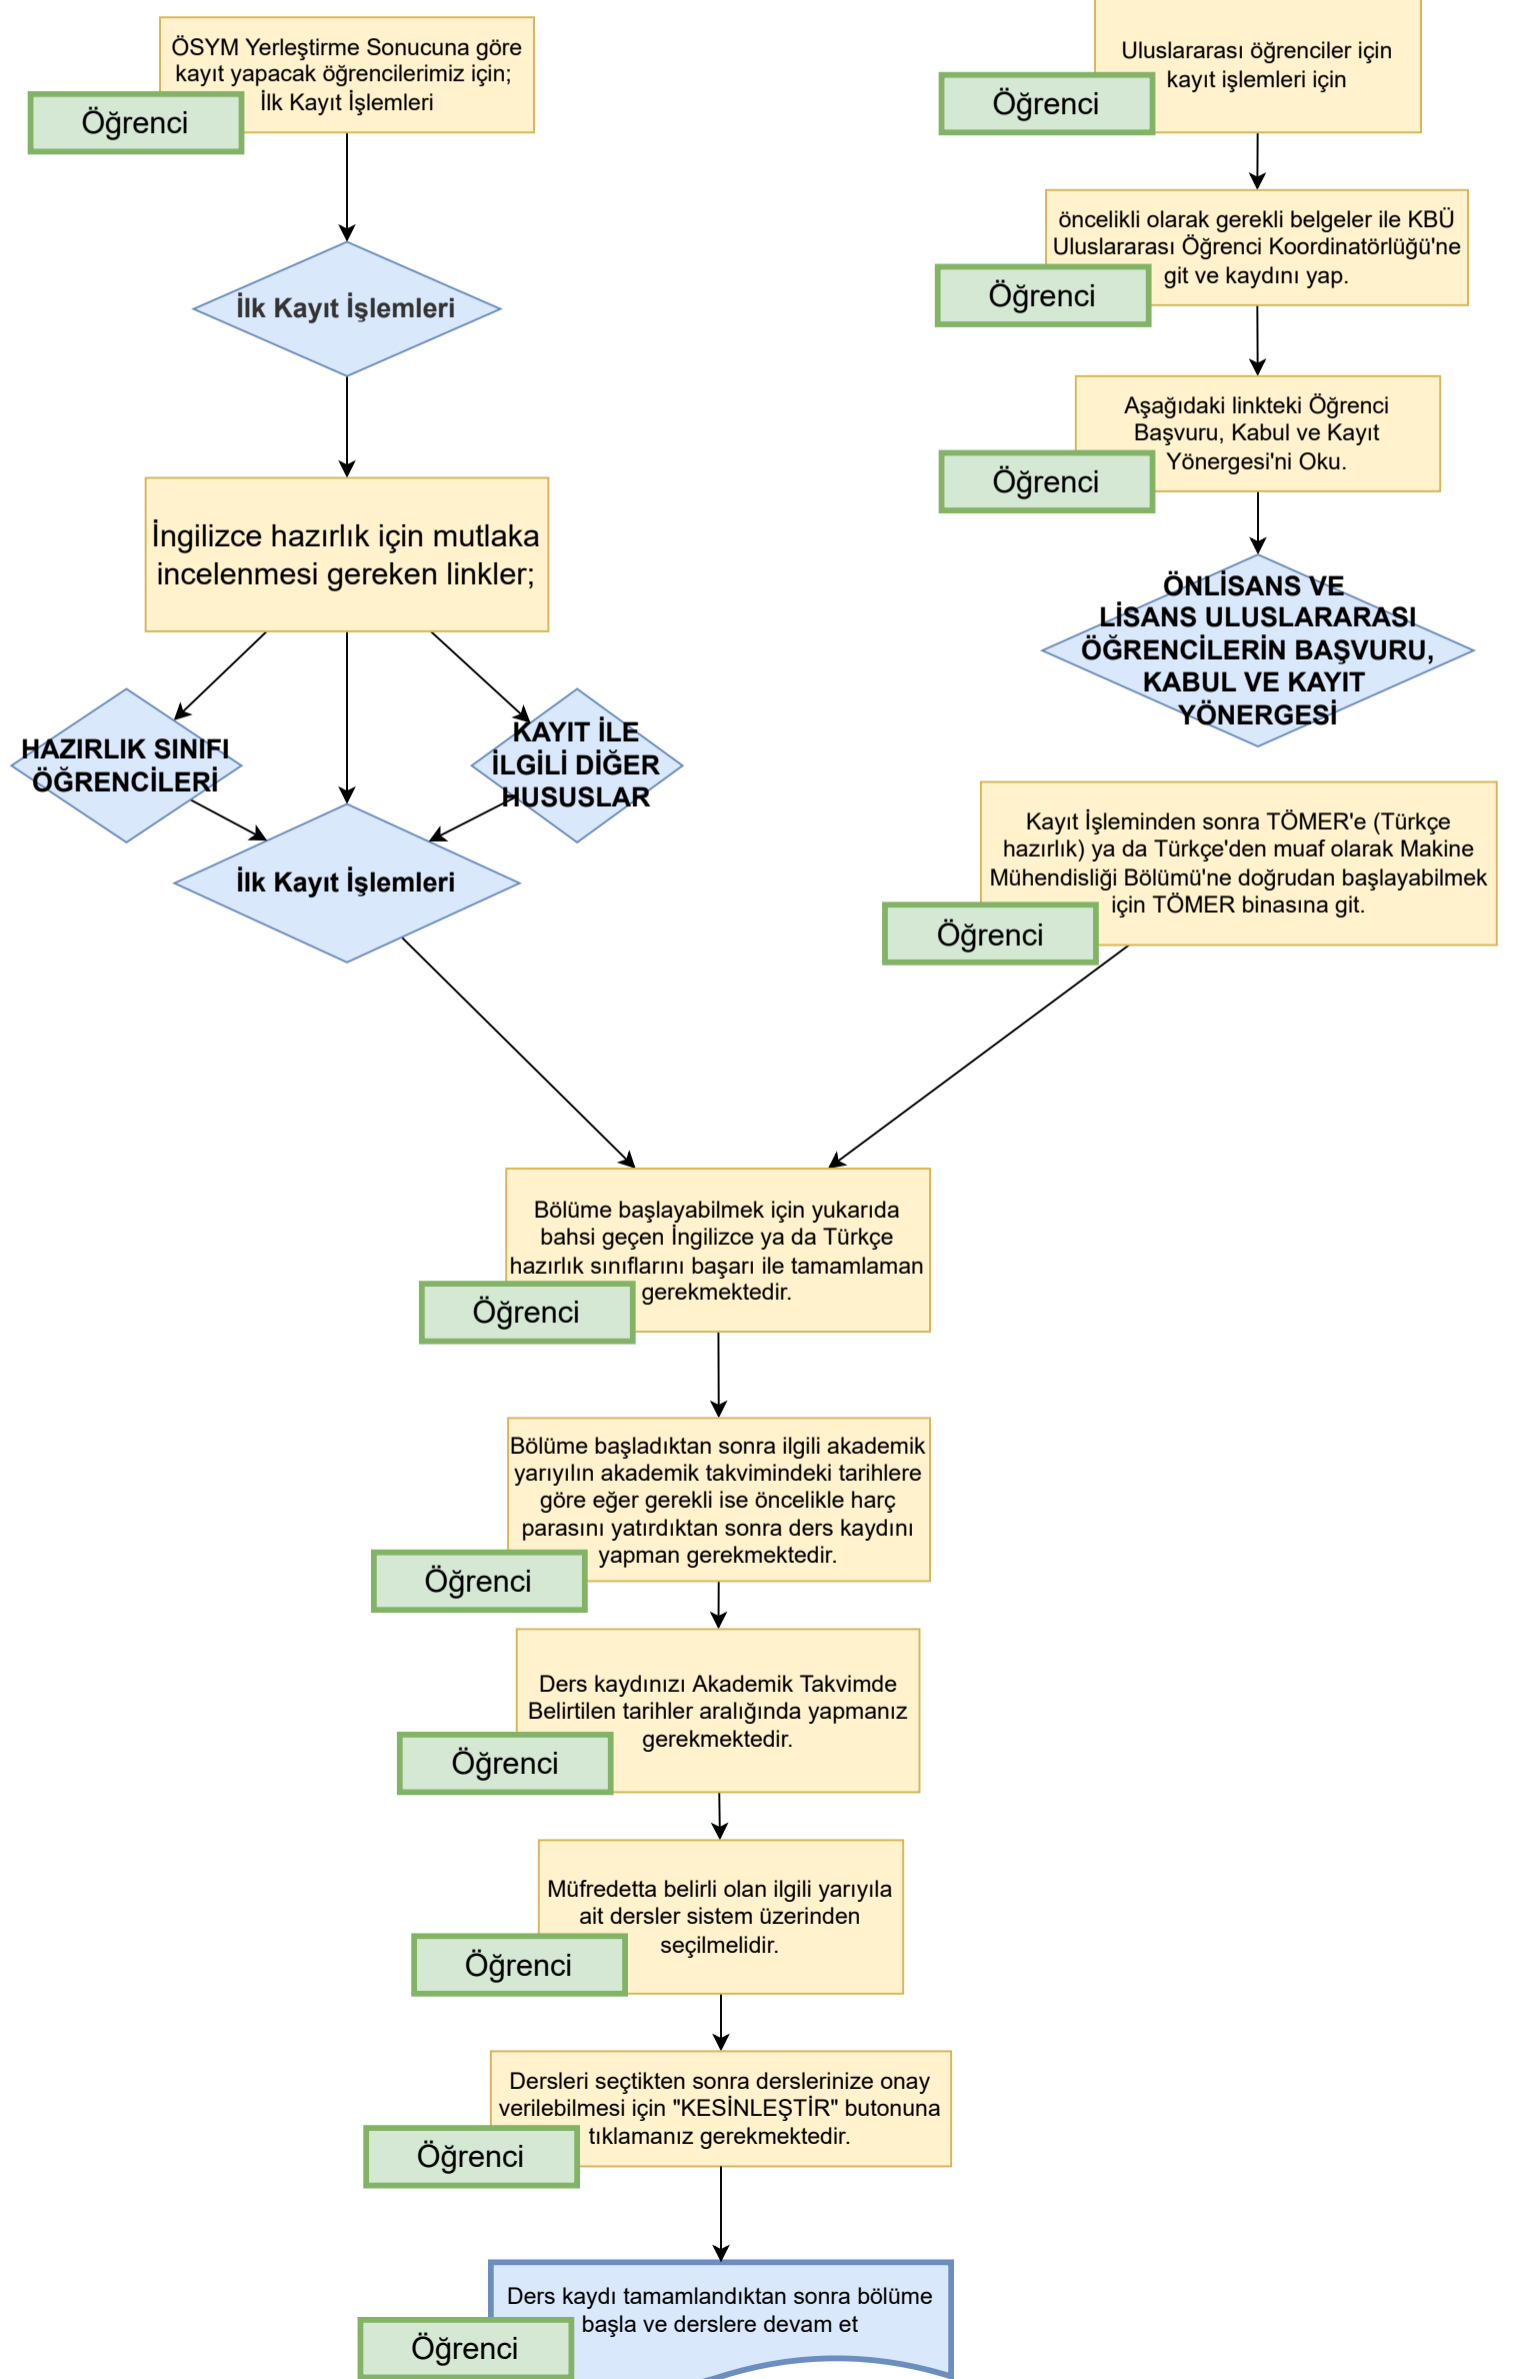 ÖSYM Yerleştirme Sonucuna göre
kayıt yapacak öğrencilerimiz için;
İlk Kayıt İşlemleri
Öğrenci
İlk Kayıt İşlemleri
İngilizce hazırlık için mutlaka
incelenmesi gereken linkler;
HAZIRLIK SINIFI
ÖĞRENCİLERİ
KAYIT İLE
İLGİLİ DİĞER
HUSUSLAR
İlk Kayıt İşlemleri
Uluslararası öğrenciler için
kayıt işlemleri için
Öğrenci
öncelikli olarak gerekli belgeler ile KBÜ
Uluslararası Öğrenci Koordinatörlüğü'ne
git ve kaydını yap.
Öğrenci
Aşağıdaki linkteki Öğrenci
Başvuru, Kabul ve Kayıt
Yönergesi'ni Oku.
Öğrenci
ÖNLİSANS VE
LİSANS ULUSLARARASI
ÖĞRENCİLERİN BAŞVURU,
KABUL VE KAYIT
YÖNERGESİ
Kayıt İşleminden sonra TÖMER'e (Türkçe
hazırlık) ya da Türkçe'den muaf olarak Makine
Mühendisliği Bölümü'ne doğrudan başlayabilmek
için TÖMER binasına git.
Öğrenci
Bölüme başlayabilmek için yukarıda
bahsi geçen İngilizce ya da Türkçe
hazırlık sınıflarını başarı ile tamamlaman
gerekmektedir.
Öğrenci
Bölüme başladıktan sonra ilgili akademik
yarıyılın akademik takvimindeki tarihlere
göre eğer gerekli ise öncelikle harç
parasını yatırdıktan sonra ders kaydını
yapman gerekmektedir.
Öğrenci
Ders kaydınızı Akademik Takvimde
Belirtilen tarihler aralığında yapmanız
gerekmektedir.
Öğrenci
Müfredetta belirli olan ilgili yarıyıla
ait dersler sistem üzerinden
seçilmelidir.
Öğrenci
Dersleri seçtikten sonra derslerinize onay
verilebilmesi için "KESİNLEŞTİR" butonuna
tıklamanız gerekmektedir.
Öğrenci
Ders kaydı tamamlandıktan sonra bölüme
başla ve derslere devam et
Öğrenci